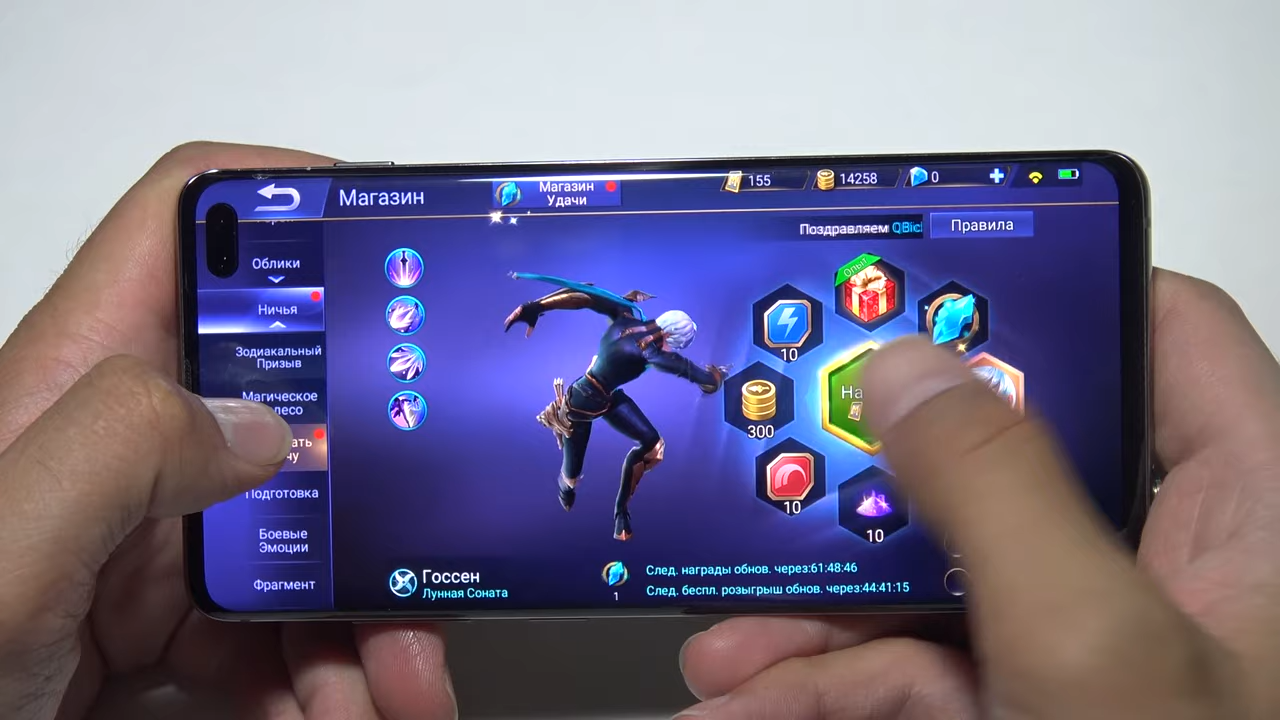 Магазин
Магазин
Удачи
155
14258
0
Поздравляем QBic
Правила
Облики
Ничья
Зодиакальный
Призыв
Магическое
Подготовка
Боевые
Эмоции
Фрагмент
Опыт
10
300
10
10
Госсен
Лунная Соната
1
След. награды обнов. через:61:48:46
След. беспл. розыгрыш обнов. через:44:41:15